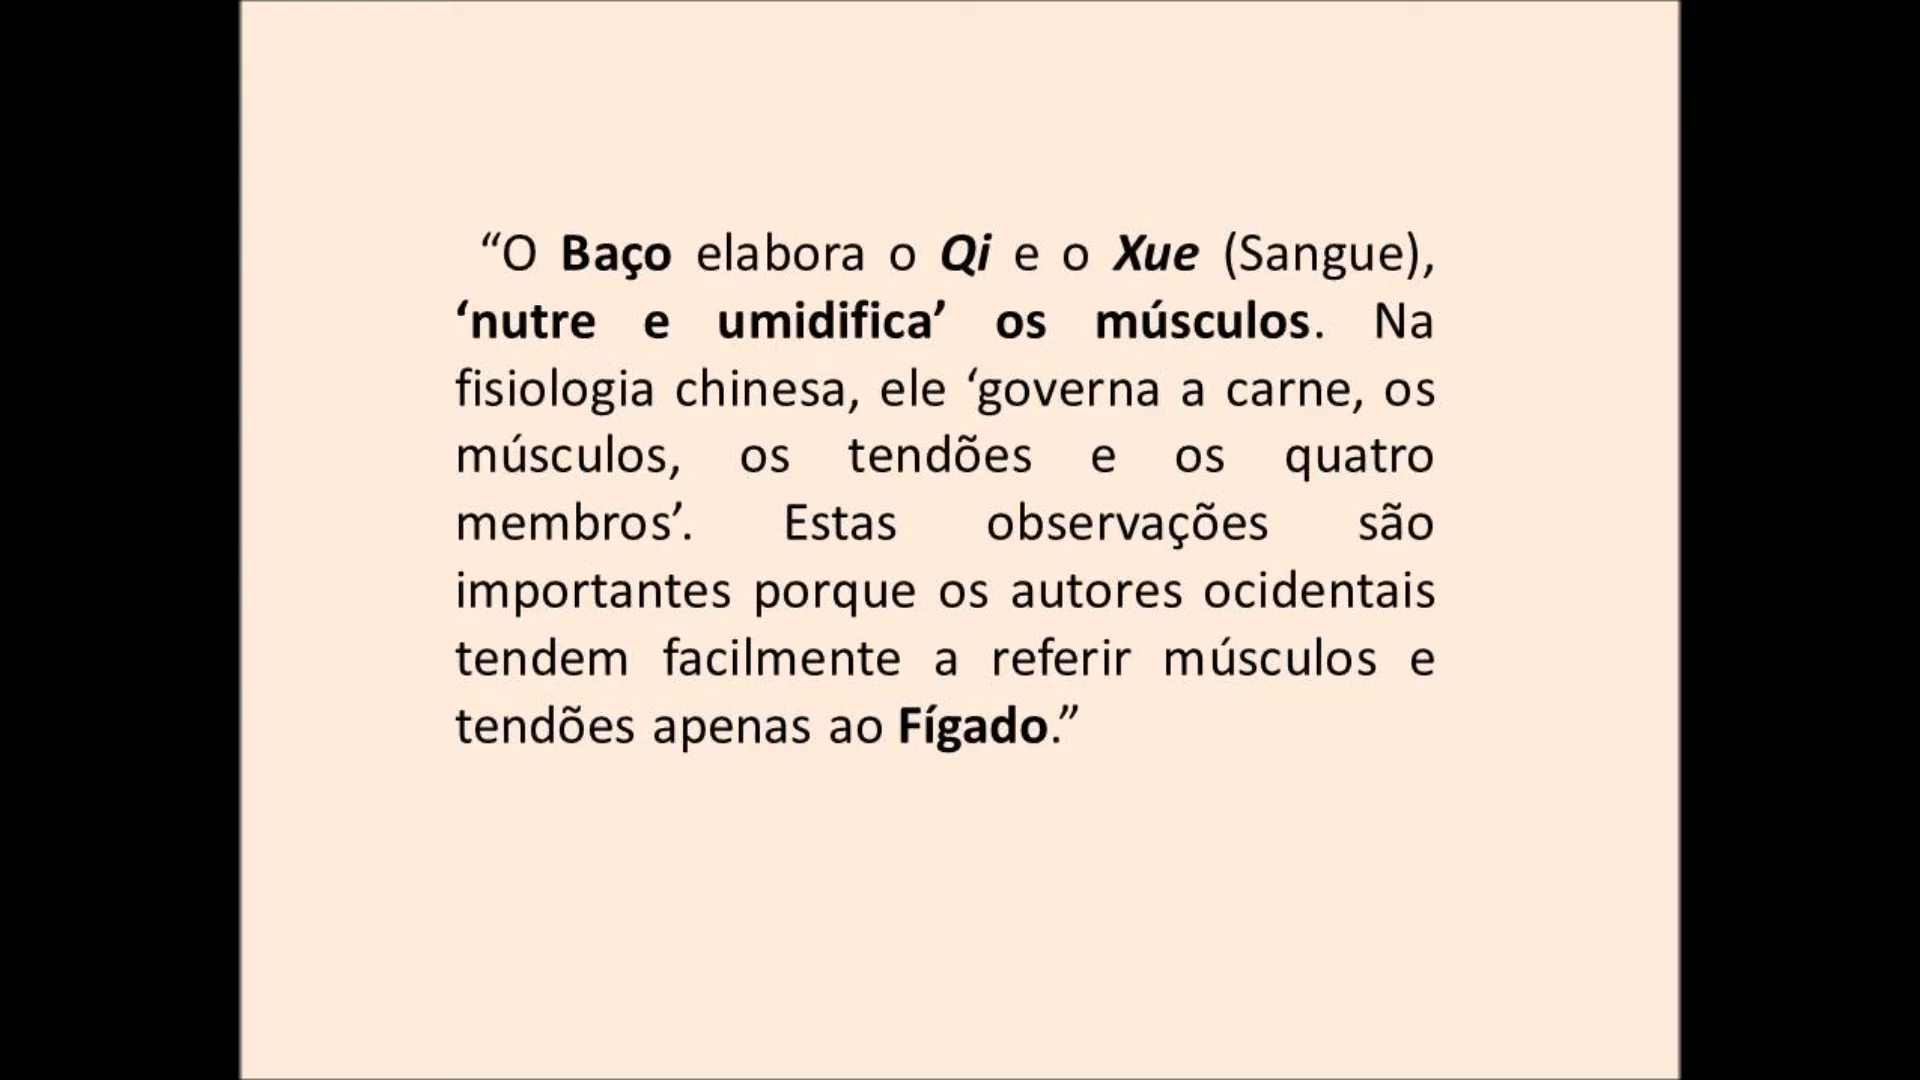 “O Baço elabora o Qi e o Xue (Sangue),
‘nutre e umidifica’ os músculos. Na
fisiologia chinesa, ele ‘governa a carne, os
músculos, os tendões e os quatro
membros’. Estas observações são
importantes porque os autores ocidentais
tendem facilmente a referir músculos e
tendões apenas ao Fígado.”